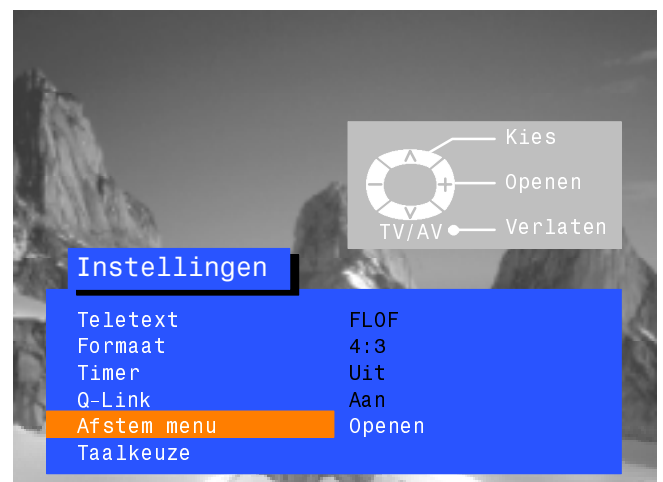 Kies
Openen
TV/AV Verlaten
Instellingen
Teletext FLOF
Formaat 4:3
Timer Uit
Q-Link Aan
Afstem menu Openen
Taalkeuze